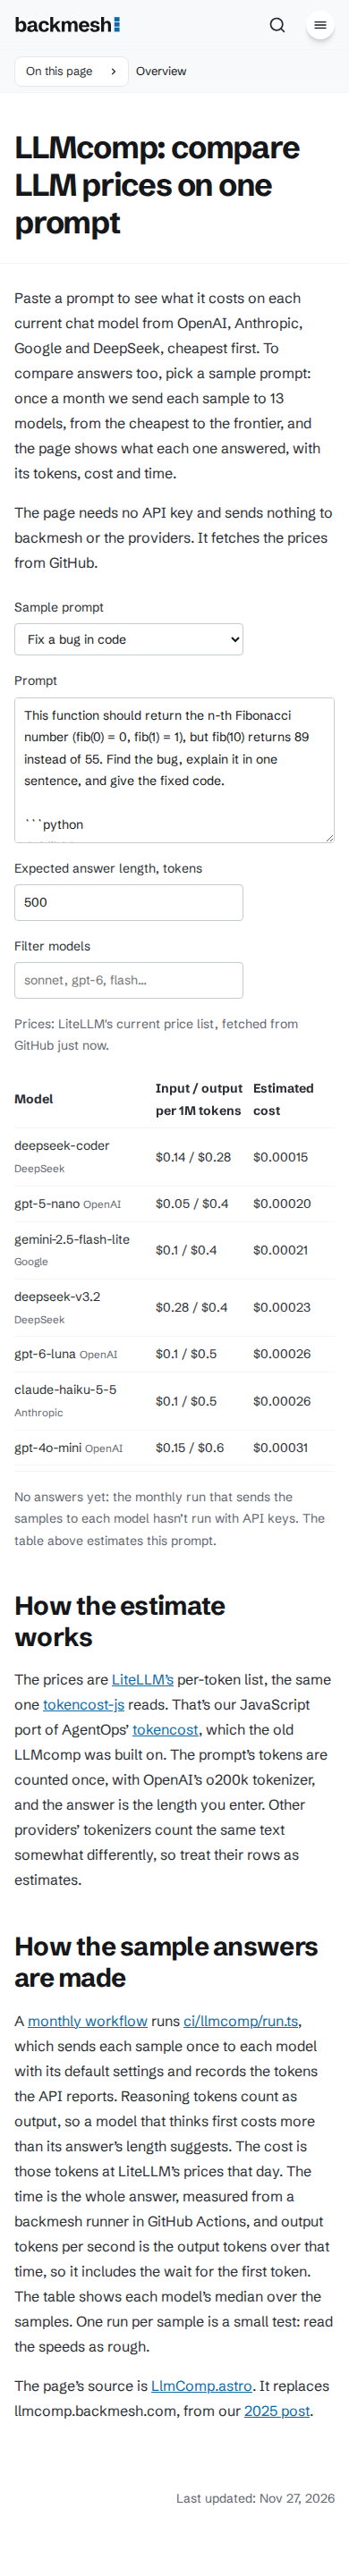 backmesh
On this page
Overview
LLMcomp: compare
LLM prices on one
prompt
Paste a prompt to see what it costs on each
current chat model from OpenAI, Anthropic,
Google and DeepSeek, cheapest first. To
compare answers too, pick a sample prompt:
once a month we send each sample to 13
models, from the cheapest to the frontier, and
the page shows what each one answered, with
its tokens, cost and time.
The page needs no API key and sends nothing to
backmesh or the providers. It fetches the prices
from GitHub.
Sample prompt
Fix a bug in code
Prompt
This function should return the n-th Fibonacci
number (fib(0) = 0, fib(1) = 1), but fib(10) returns 89
instead of 55. Find the bug, explain it in one
sentence, and give the fixed code.
```python
Expected answer length, tokens
500
Filter models
sonnet, gpt-6, flash…
Prices: LiteLLM's current price list, fetched from
GitHub just now.
Model
Input / output
per 1M tokens
Estimated
cost
deepseek-coder
DeepSeek
$0.14 / $0.28
$0.00015
gpt-5-nano OpenAI
$0.05 / $0.4
$0.00020
gemini-2.5-flash-lite
Google
$0.1 / $0.4
$0.00021
deepseek-v3.2
DeepSeek
$0.28 / $0.4
$0.00023
gpt-6-luna OpenAI
$0.1 / $0.5
$0.00026
claude-haiku-5-5
Anthropic
$0.1 / $0.5
$0.00026
gpt-4o-mini OpenAI
$0.15 / $0.6
$0.00031
No answers yet: the monthly run that sends the
samples to each model hasn't run with API keys. The
table above estimates this prompt.
How the estimate
works
The prices are LiteLLM's per-token list, the same
one tokencost-js reads. That's our JavaScript
port of AgentOps' tokencost, which the old
LLMcomp was built on. The prompt's tokens are
counted once, with OpenAI's o200k tokenizer,
and the answer is the length you enter. Other
providers' tokenizers count the same text
somewhat differently, so treat their rows as
estimates.
How the sample answers
are made
A monthly workflow runs ci/llmcomp/run.ts,
which sends each sample once to each model
with its default settings and records the tokens
the API reports. Reasoning tokens count as
output, so a model that thinks first costs more
than its answer's length suggests. The cost is
those tokens at LiteLLM's prices that day. The
time is the whole answer, measured from a
backmesh runner in GitHub Actions, and output
tokens per second is the output tokens over that
time, so it includes the wait for the first token.
The table shows each model's median over the
samples. One run per sample is a small test: read
the speeds as rough.
The page's source is LlmComp.astro. It replaces
llmcomp.backmesh.com, from our 2025 post.
Last updated: Nov 27, 2026